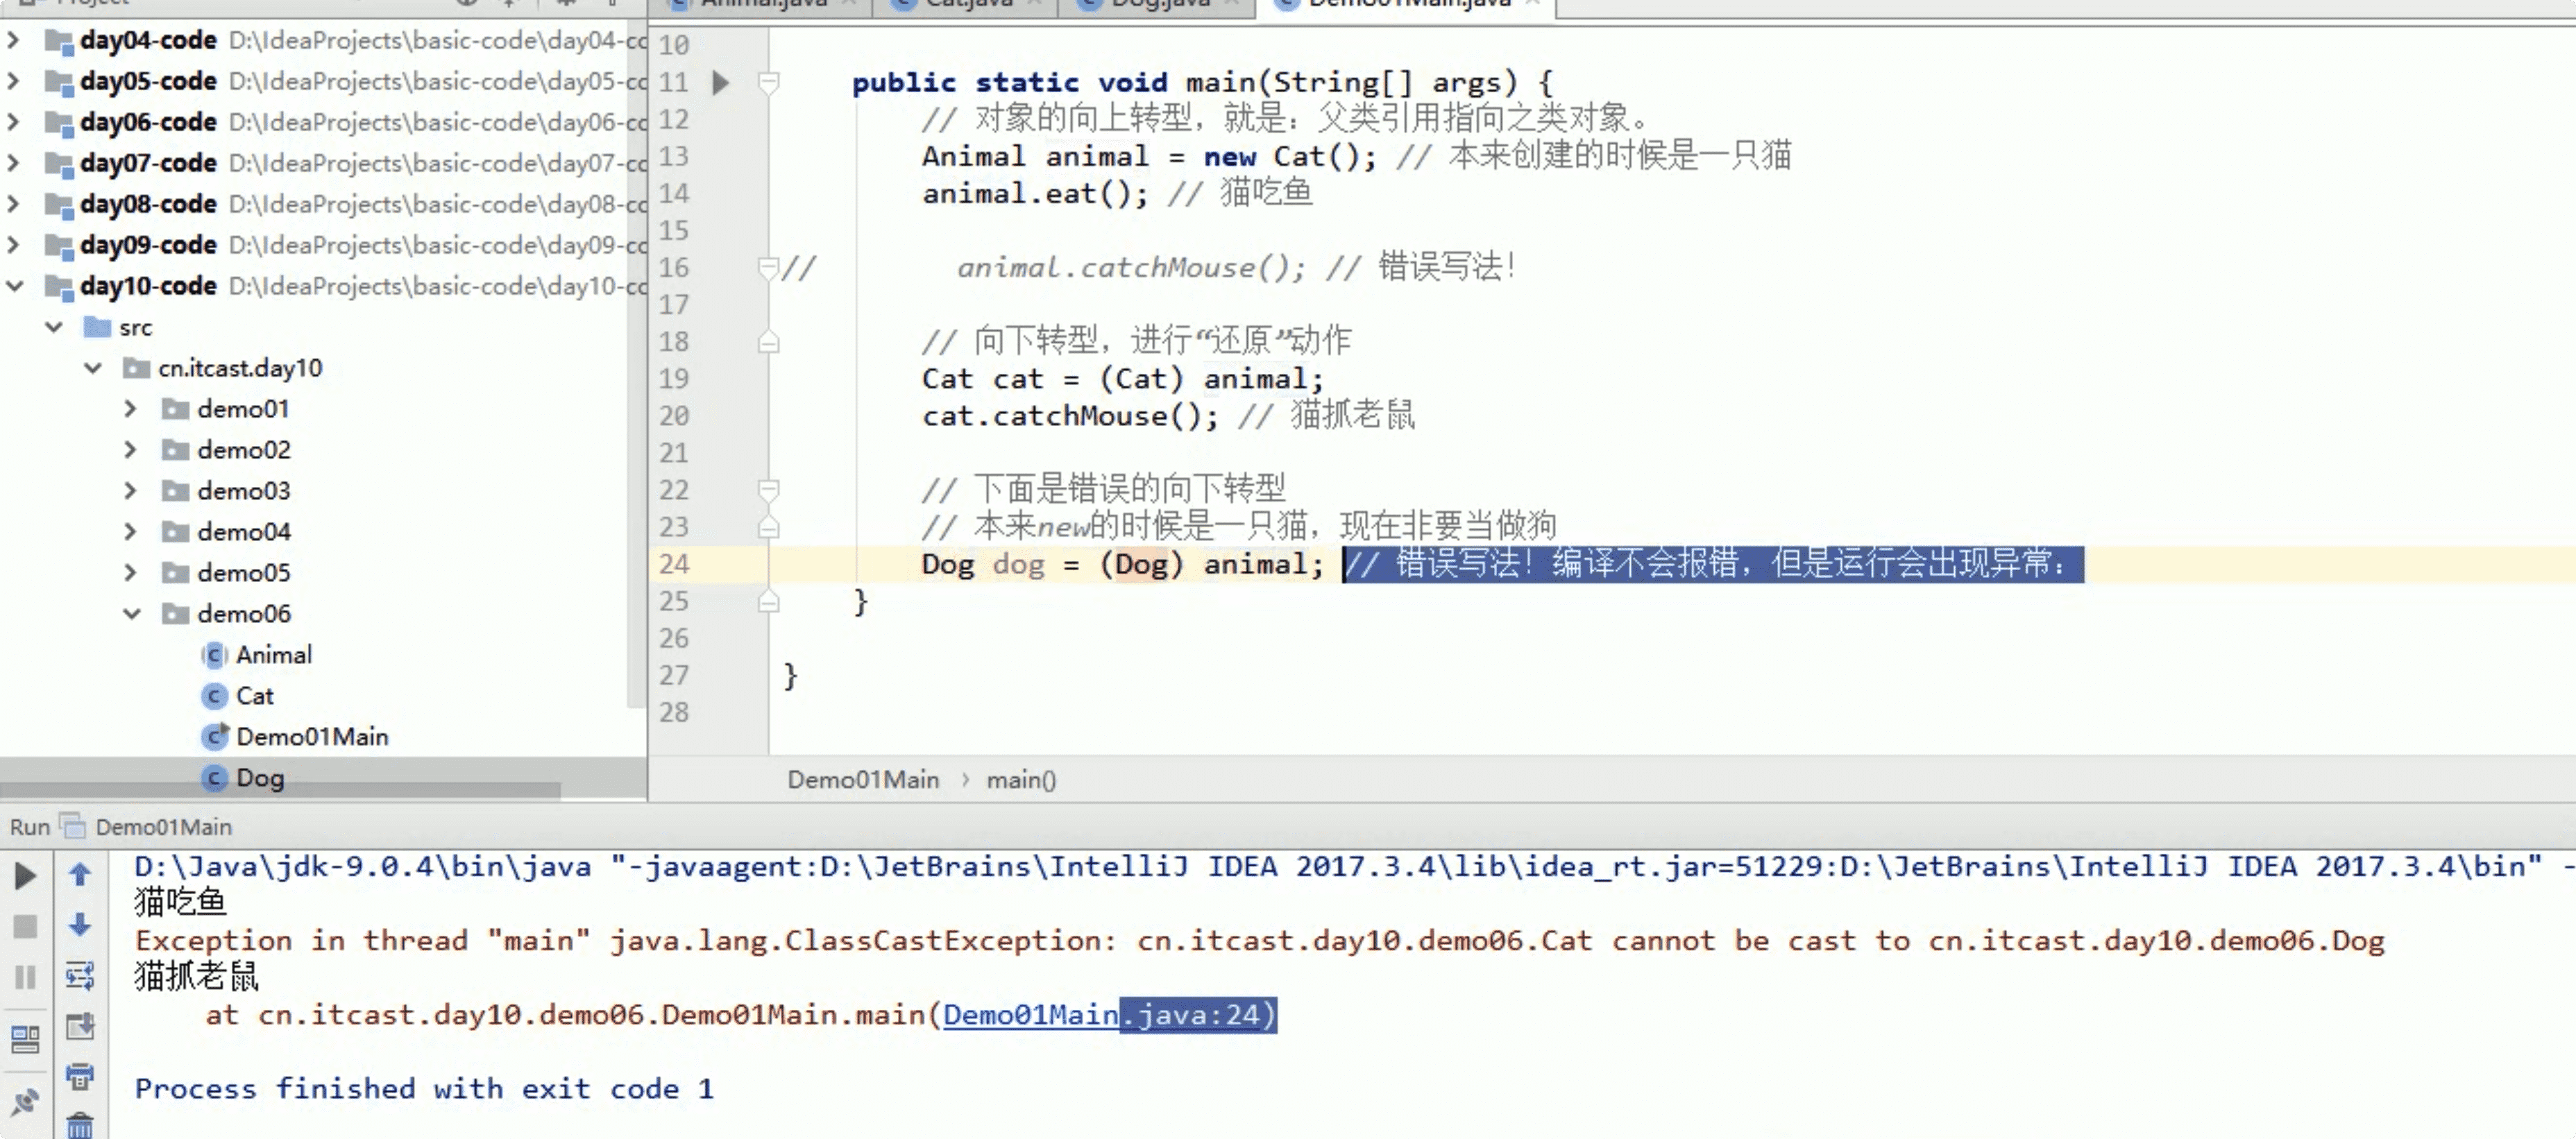 Project
Animal.java
Cat.java
Dog.java
Demo01Main.java
day04-code D:\IdeaProjects\basic-code\day04-cc
day05-code D:\IdeaProjects\basic-code\day05-cc
day06-code D:\IdeaProjects\basic-code\day06-cc
day07-code D:\IdeaProjects\basic-code\day07-cc
day08-code D:\IdeaProjects\basic-code\day08-cc
day09-code D:\IdeaProjects\basic-code\day09-cc
day10-code D:\IdeaProjects\basic-code\day10-cc
src
cn.itcast.day10
demo01
demo02
demo03
demo04
demo05
demo06
Animal
Cat
Demo01Main
Dog
10
11 public static void main(String[] args) {
12 // 对象的向上转型，就是：父类引用指向之类对象。
13 Animal animal = new Cat(); // 本来创建的时候是一只猫
14 animal.eat(); // 猫吃鱼
15
16 // animal.catchMouse(); // 错误写法！
17
18 // 向下转型，进行“还原”动作
19 Cat cat = (Cat) animal;
20 cat.catchMouse(); // 猫抓老鼠
21
22 // 下面是错误的向下转型
23 // 本来new的时候是一只猫，现在非要当做狗
24 Dog dog = (Dog) animal; // 错误写法！编译不会报错，但是运行会出现异常：
25 }
26
27 }
28
Demo01Main › main()
Run Demo01Main
D:\Java\jdk-9.0.4\bin\java "-javaagent:D:\JetBrains\IntelliJ IDEA 2017.3.4\lib\idea_rt.jar=51229:D:\JetBrains\IntelliJ IDEA 2017.3.4\bin" -
猫吃鱼
Exception in thread "main" java.lang.ClassCastException: cn.itcast.day10.demo06.Cat cannot be cast to cn.itcast.day10.demo06.Dog
猫抓老鼠
at cn.itcast.day10.demo06.Demo01Main.main(Demo01Main.java:24)
Process finished with exit code 1